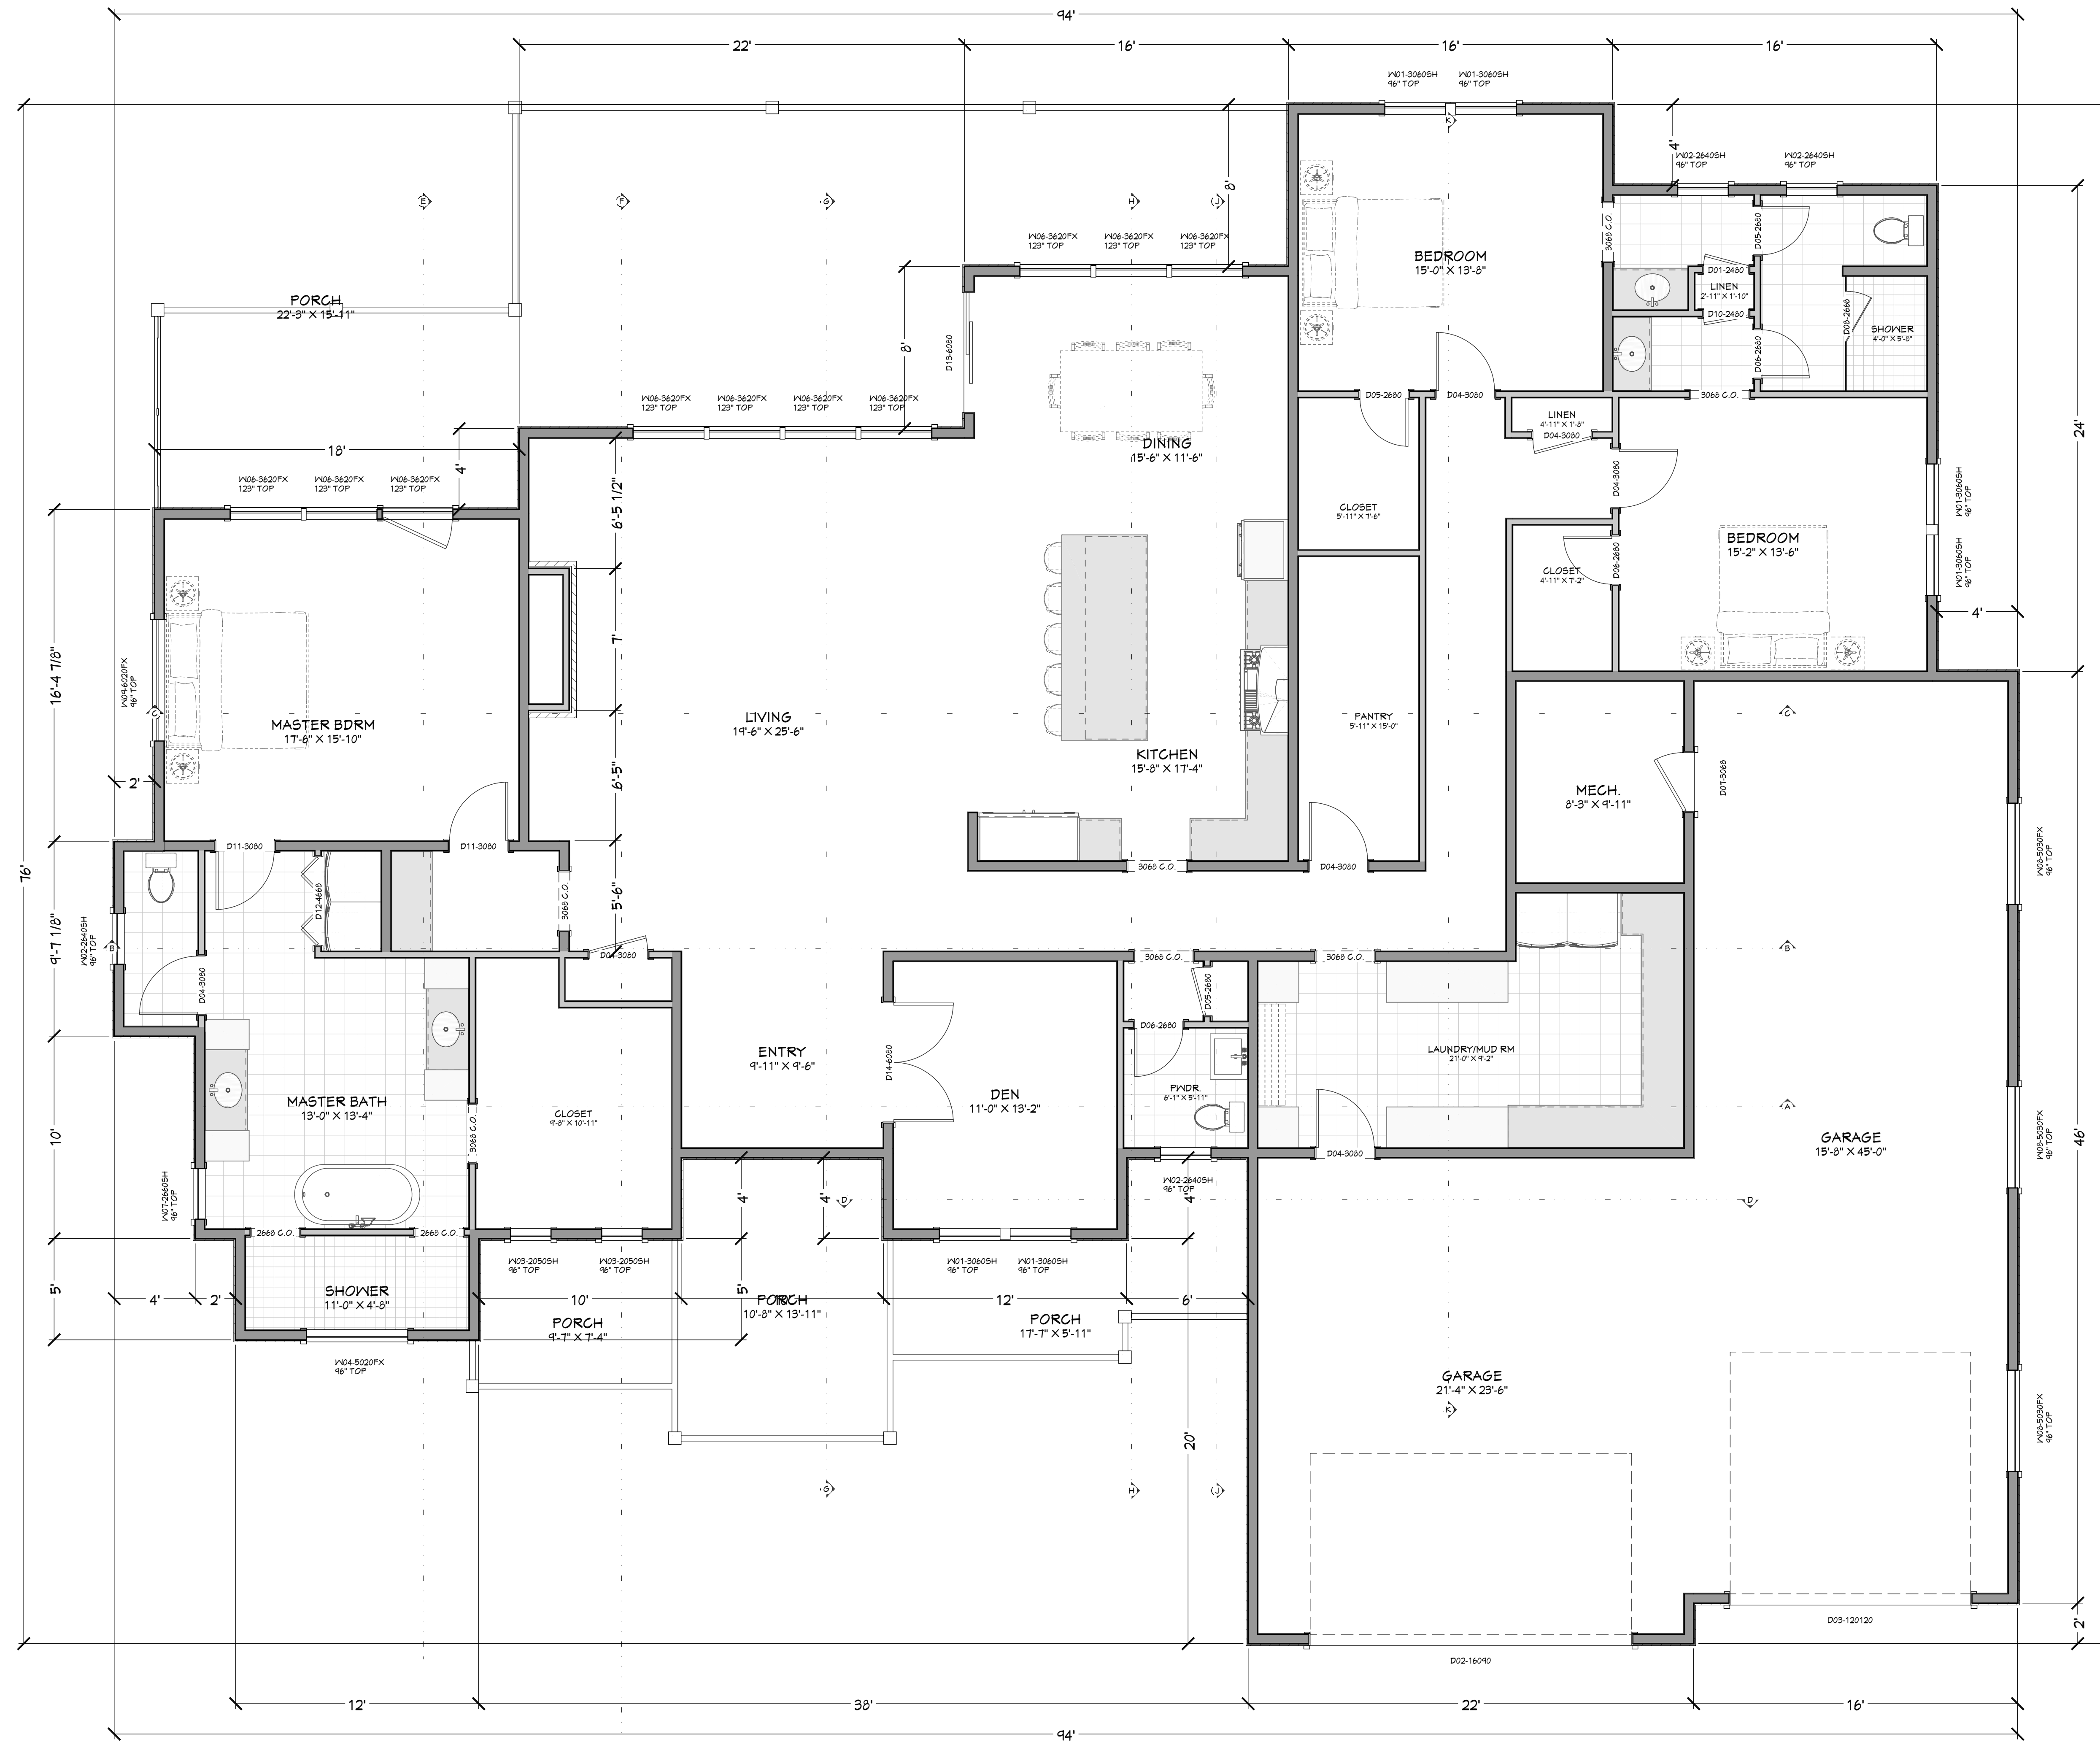 94'
22'
16'
16'
16'
W01-3060SH
96" TOP
W01-3060SH
96" TOP
K
4'
W02-2640SH
96" TOP
W02-2640SH
96" TOP
8'
E
F
G
H
J
W06-3620FX
123" TOP
W06-3620FX
123" TOP
W06-3620FX
123" TOP
3068 C.O.
D05-2680
BEDROOM
15'-0" X 13'-8"
D01-2480
LINEN
2'-11" X 1'-10"
D10-2480
PORCH
22'-3" X 15'-11"
D08-2668
SHOWER
4'-0" X 5'-8"
D06-2680
8'
D13-6080
W06-3620FX
123" TOP
W06-3620FX
123" TOP
W06-3620FX
123" TOP
W06-3620FX
123" TOP
D05-2680
D04-3080
3068 C.O.
LINEN
4'-11" X 1'-8"
D04-3080
24'
DINING
15'-6" X 11'-6"
18'
4'
W06-3620FX
123" TOP
W06-3620FX
123" TOP
W06-3620FX
123" TOP
6'-5 1/2"
D04-3080
W01-3060SH
96" TOP
CLOSET
5'-11" X 7'-6"
BEDROOM
15'-2" X 13'-6"
D06-2680
CLOSET
4'-11" X 7'-2"
W01-3060SH
96" TOP
4'
7'
16'-4 7/8"
W09-6020FX
96" TOP
C
MASTER BDRM
17'-6" X 15'-10"
LIVING
19'-6" X 25'-6"
PANTRY
5'-11" X 15'-0"
C
KITCHEN
15'-8" X 17'-4"
2'
6'-5"
MECH.
8'-3" X 9'-11"
D07-3068
D11-3080
D11-3080
3068 C.O.
D04-3080
W08-5030FX
96" TOP
76'
D12-4668
3068 C.O.
5'-6"
9'-7 1/8"
W02-2640SH
96" TOP
B
B
D04-3080
3068 C.O.
3068 C.O.
D04-3080
D05-2680
D06-2680
ENTRY
9'-11" X 9'-6"
D14-6080
LAUNDRY/MUD RM
21'-0" X 9'-2"
PWDR.
6'-1" X 5'-11"
DEN
11'-0" X 13'-2"
MASTER BATH
13'-0" X 13'-4"
CLOSET
9'-8" X 10'-11"
A
3068 C.O.
10'
GARAGE
15'-8" X 45'-0"
W08-5030FX
96" TOP
46'
D04-3080
W07-2660SH
96" TOP
W02-2640SH
96" TOP
4'
4'
4'
D
D
2668 C.O.
2668 C.O.
W03-2050SH
96" TOP
W03-2050SH
96" TOP
W01-3060SH
96" TOP
W01-3060SH
96" TOP
SHOWER
11'-0" X 4'-8"
5'
4'
2'
10'
5'
12'
6'
PORCH
10'-8" X 13'-11"
PORCH
9'-7" X 7'-4"
PORCH
17'-7" X 5'-11"
W04-5020FX
96" TOP
GARAGE
21'-4" X 23'-6"
K
W08-5030FX
96" TOP
20'
G
H
J
D03-120120
2'
D02-16090
12'
38'
22'
16'
94'